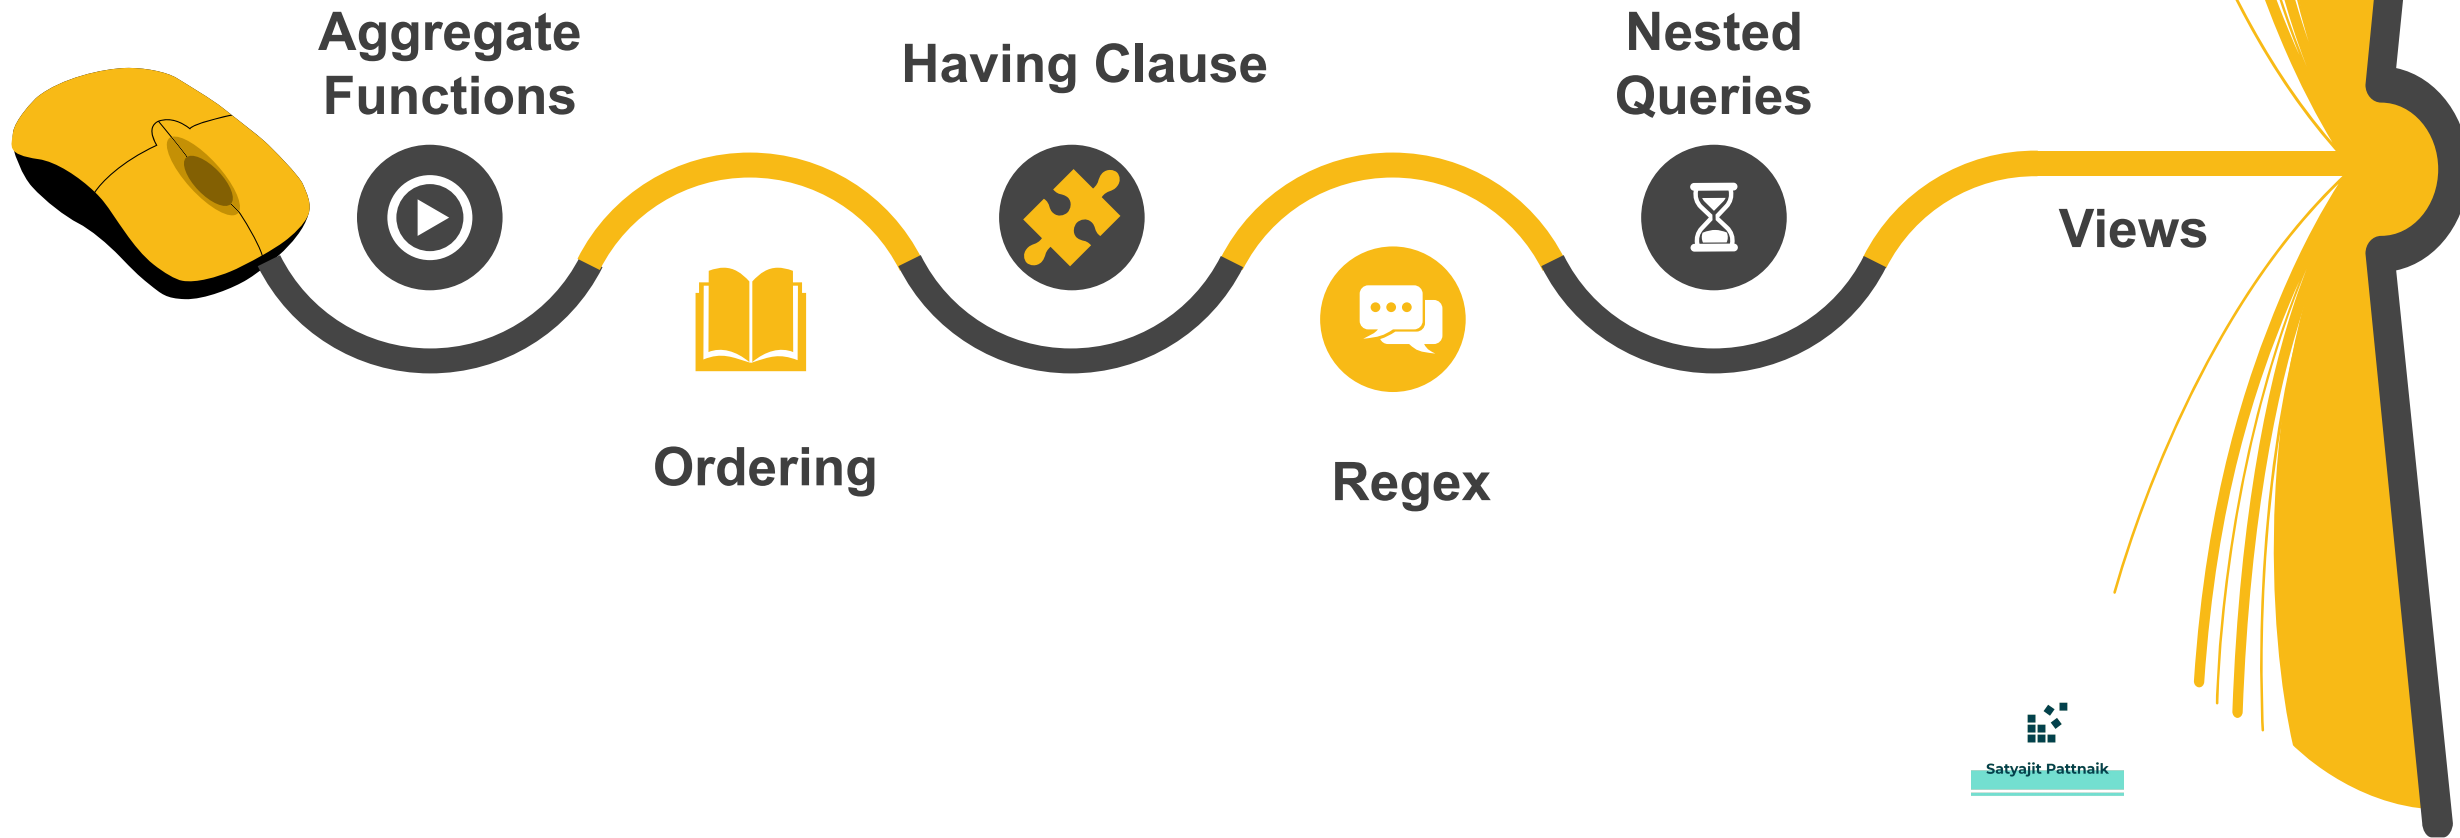 Aggregate
Functions
Having Clause
Nested
Queries
Views
Ordering
Regex
Satyajit Pattnaik